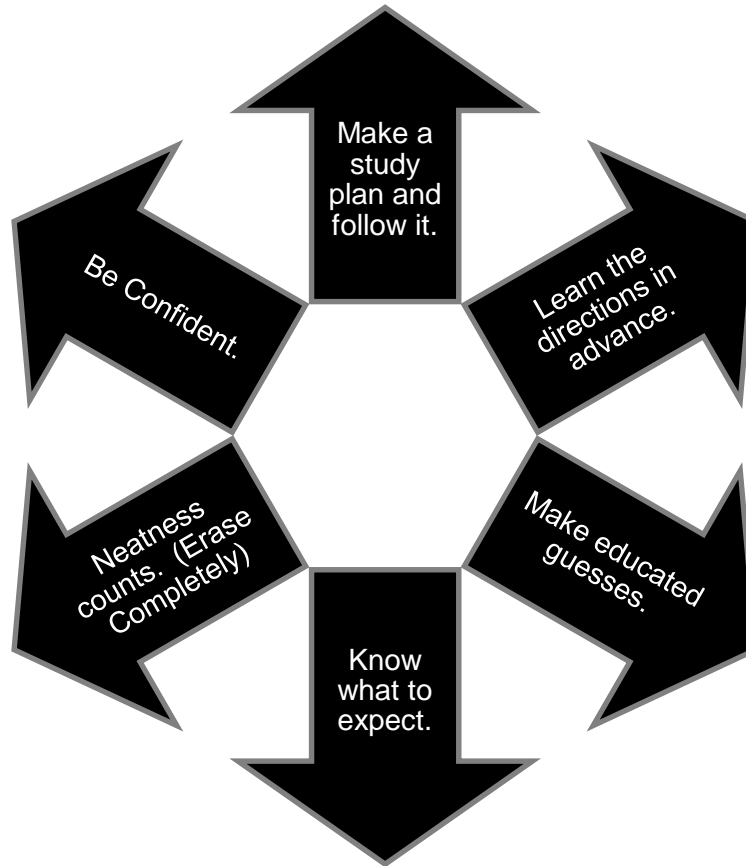 Make a
study
plan and
follow it.
Learn the
directions in
advance.
Make educated
guesses.
Know
what to
expect.
Neatness
counts.  (Erase
Completely)
Be Confident.